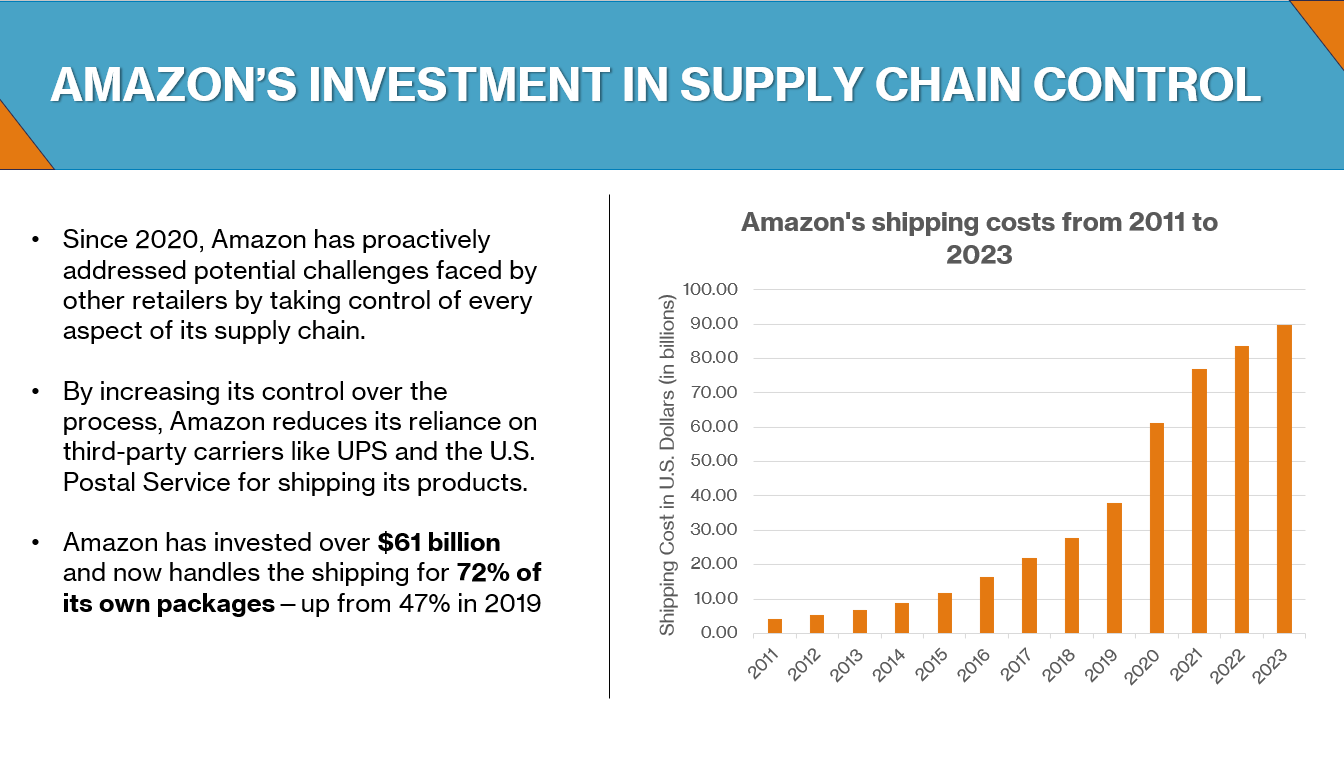 AMAZON’S INVESTMENT IN SUPPLY CHAIN CONTROL
• Since 2020, Amazon has proactively
addressed potential challenges faced by
other retailers by taking control of every
aspect of its supply chain.
• By increasing its control over the
process, Amazon reduces its reliance on
third-party carriers like UPS and the U.S.
Postal Service for shipping its products.
• Amazon has invested over $61 billion
and now handles the shipping for 72% of
its own packages – up from 47% in 2019
Amazon's shipping costs from 2011 to
2023
Shipping Cost in U.S. Dollars (in billions)
100.00
90.00
80.00
70.00
60.00
50.00
40.00
30.00
20.00
10.00
0.00
2011
2012
2013
2014
2015
2016
2017
2018
2019
2020
2021
2022
2023